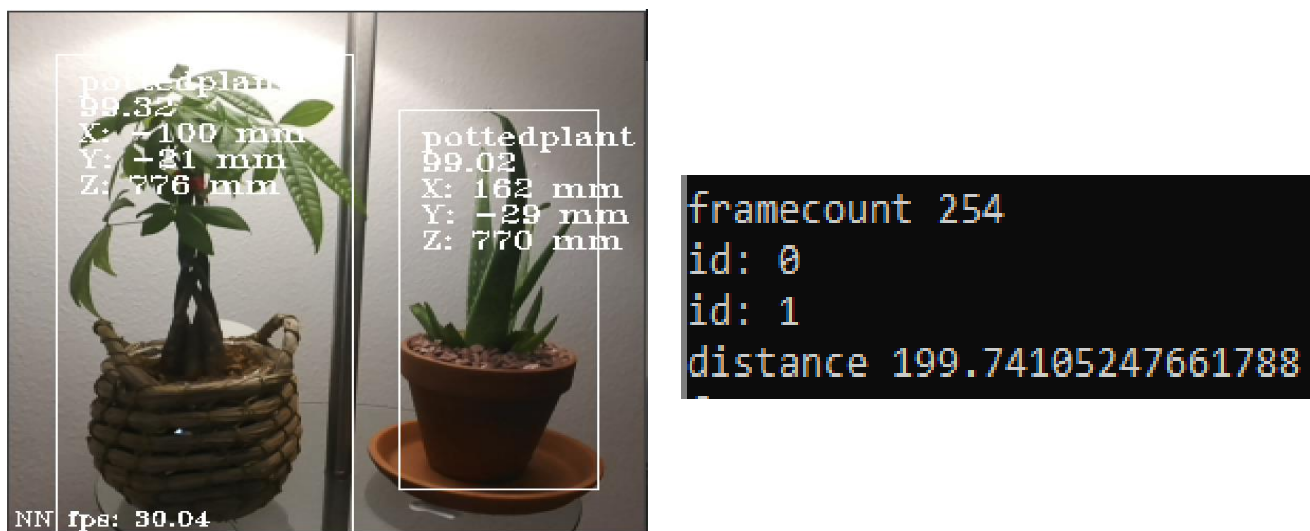 pottedplant
99.32
X: -100 mm
Y: -21 mm
Z: 776 mm
pottedplant
99.02
X: 162 mm
Y: -29 mm
Z: 770 mm
NN fps: 30.04
framecount 254
id: 0
id: 1
distance 199.74105247661788